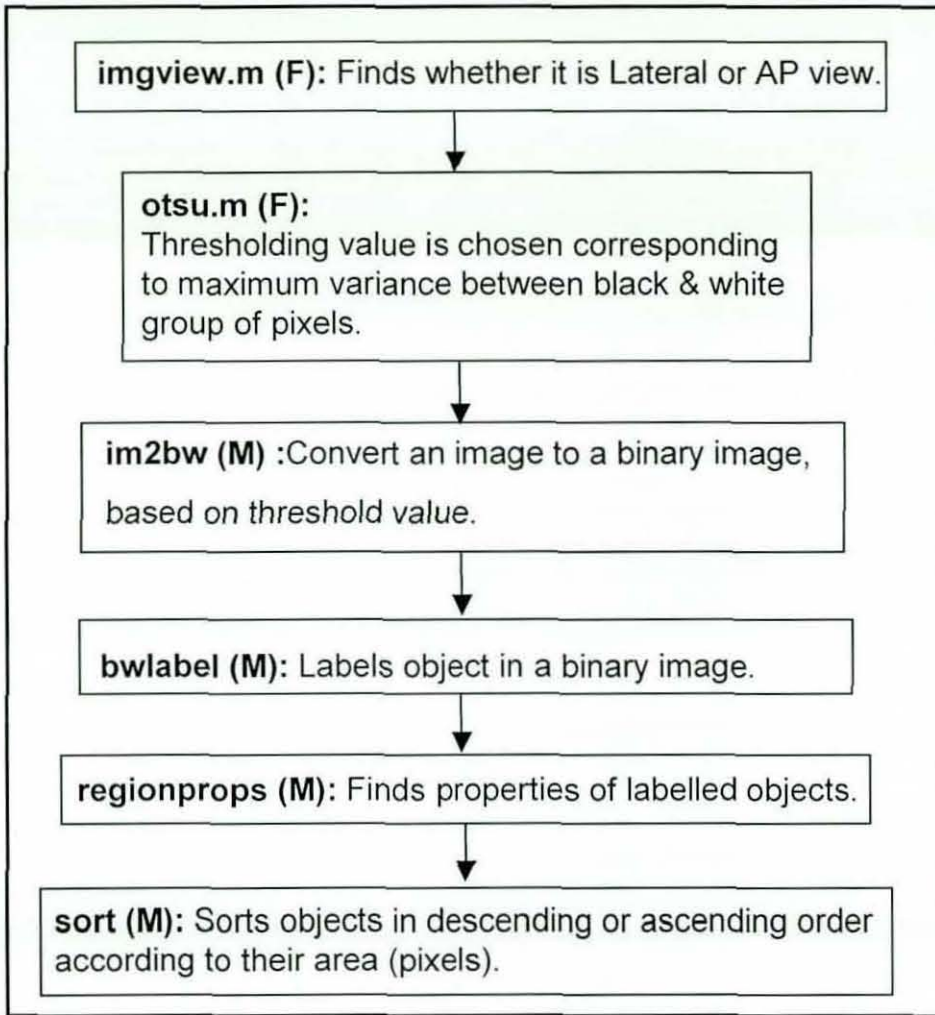 imgview.m (F): Finds whether it is Lateral or AP view.
otsu.m (F):
Thresholding value is chosen corresponding
to maximum variance between black & white
group of pixels.
im2bw (M) :Convert an image to a binary image,
based on threshold value.
bwlabel (M): Labels object in a binary image.
regionprops (M): Finds properties of labelled objects.
sort (M): Sorts objects in descending or ascending order
according to their area (pixels).